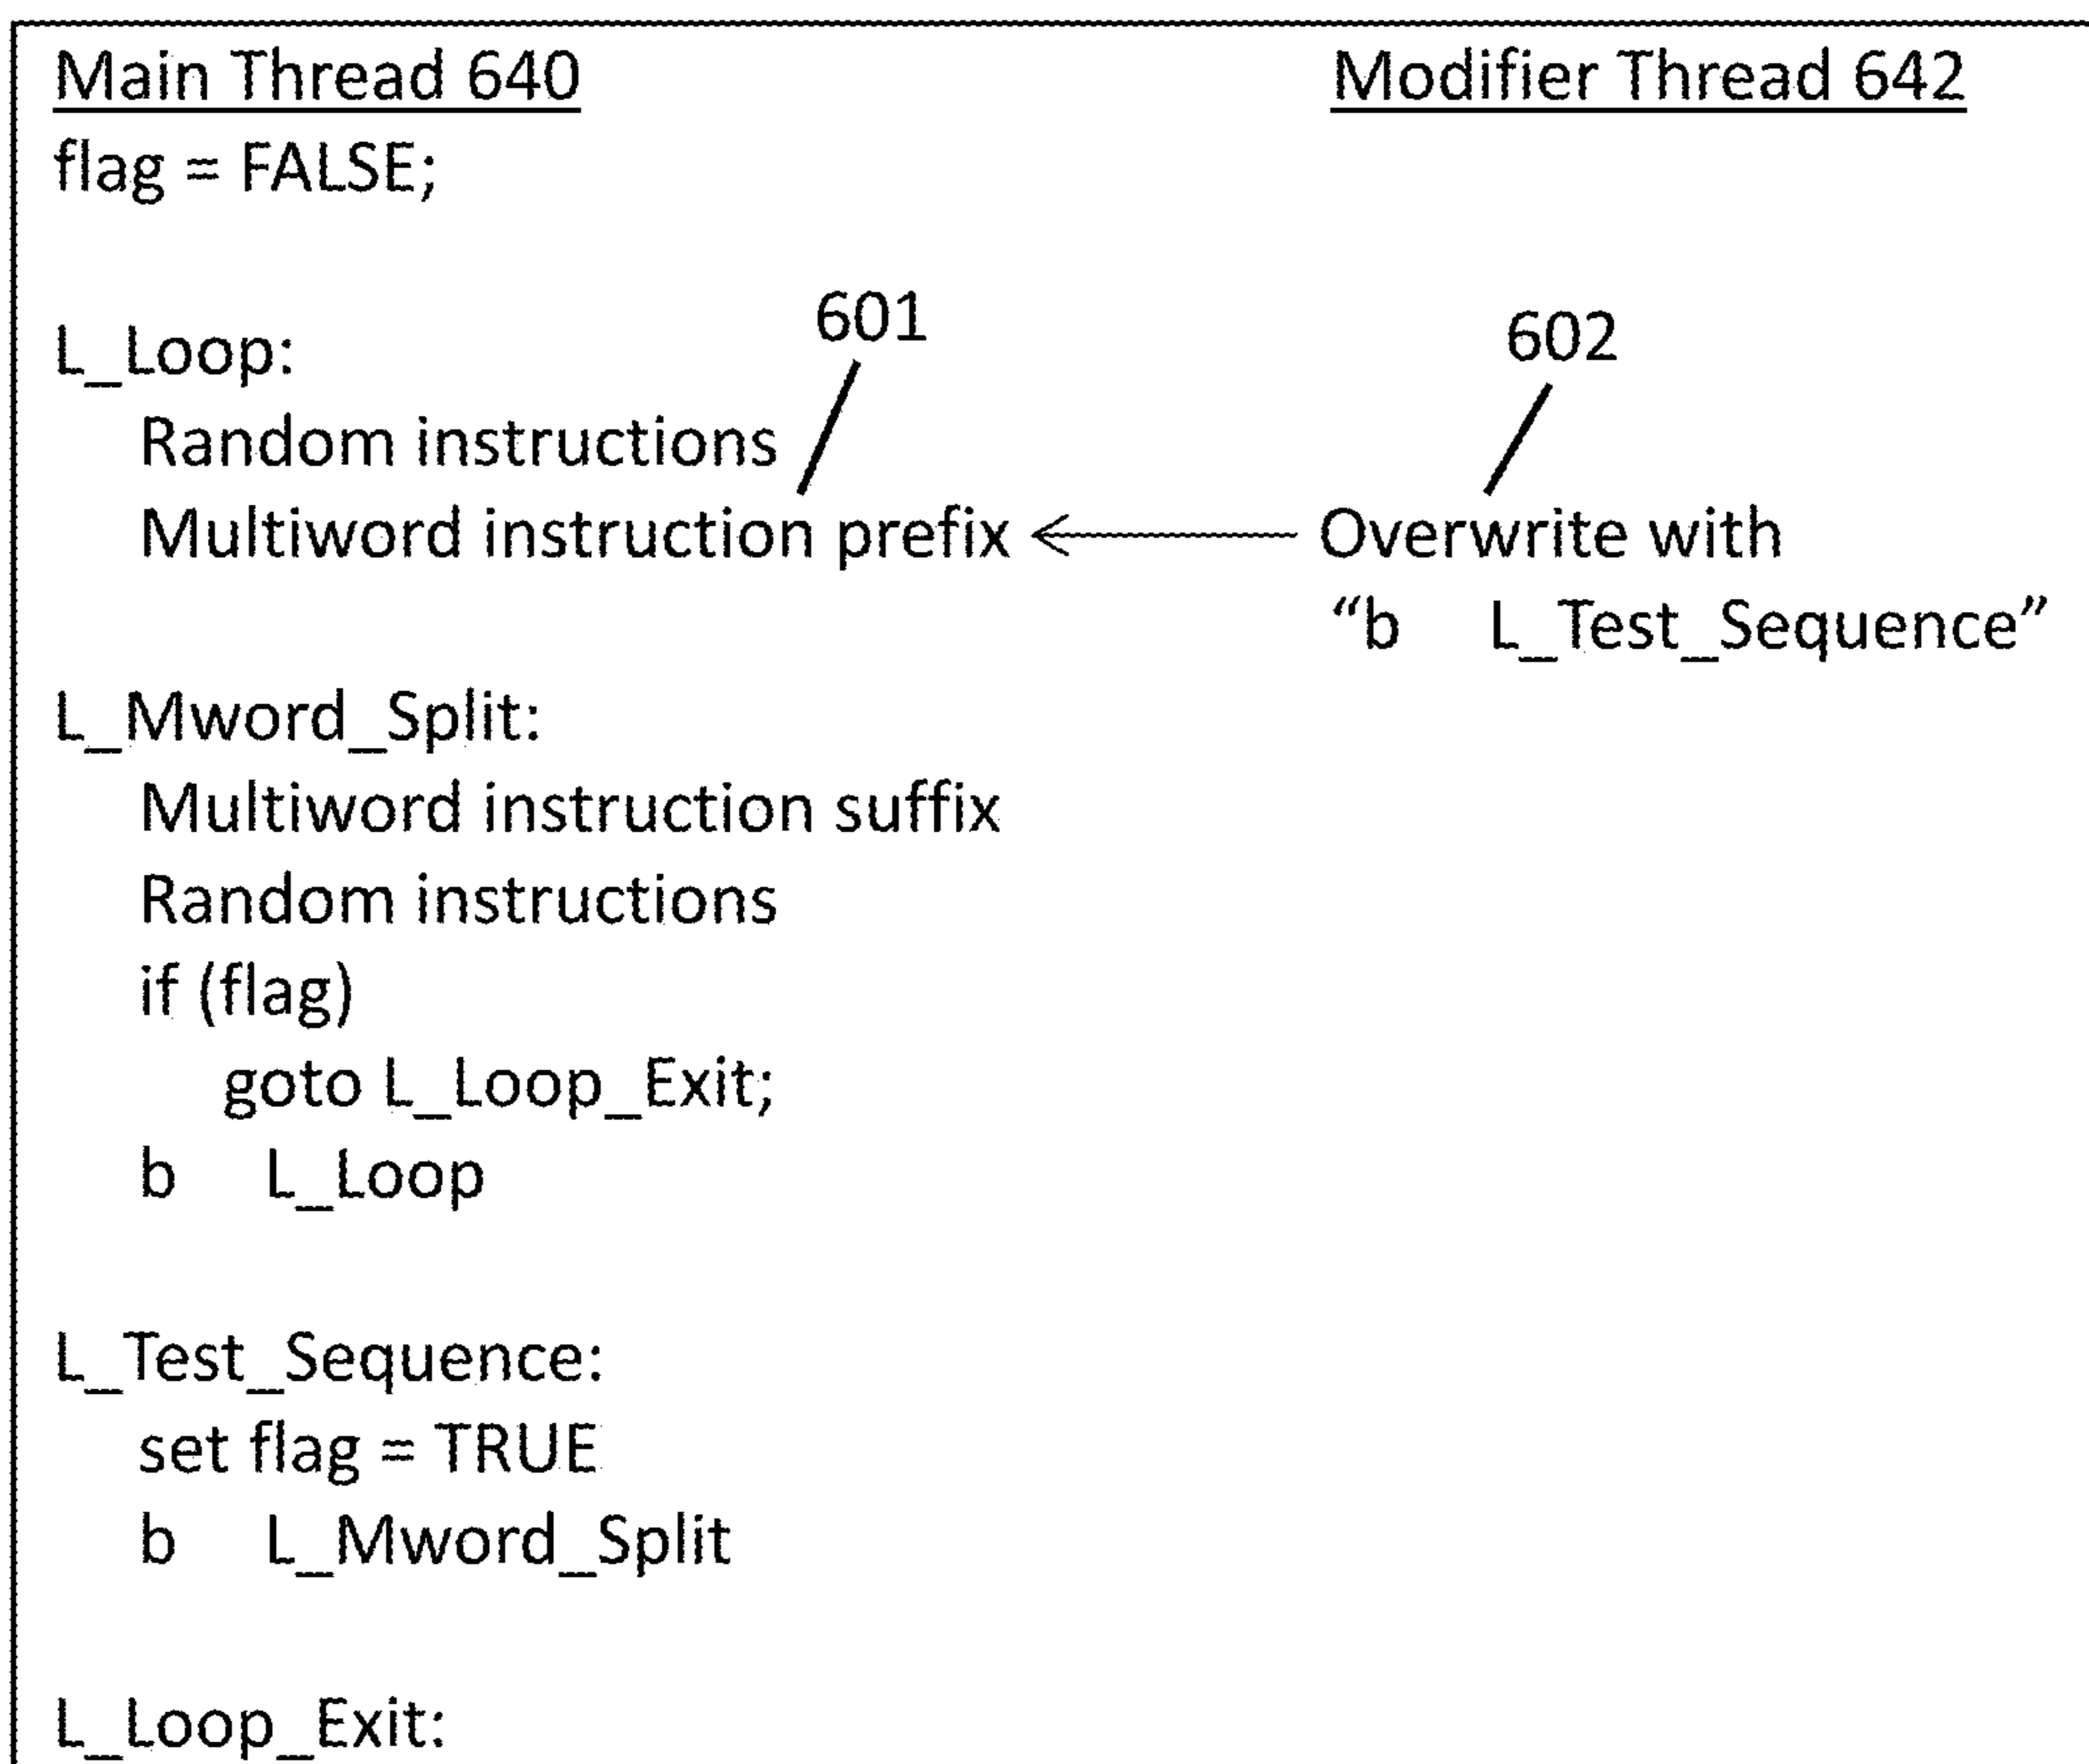 Main Thread 640
Modifier Thread 642
flag = FALSE;
601
602
L_Loop:
Random instructions
Multiword instruction prefix
Overwrite with
“b L_Test_Sequence”
L_Mword_Split:
Multiword instruction suffix
Random instructions
if (flag)
goto L_Loop_Exit;
b L_Loop
L_Test_Sequence:
set flag = TRUE
b L_Mword_Split
L_Loop_Exit: